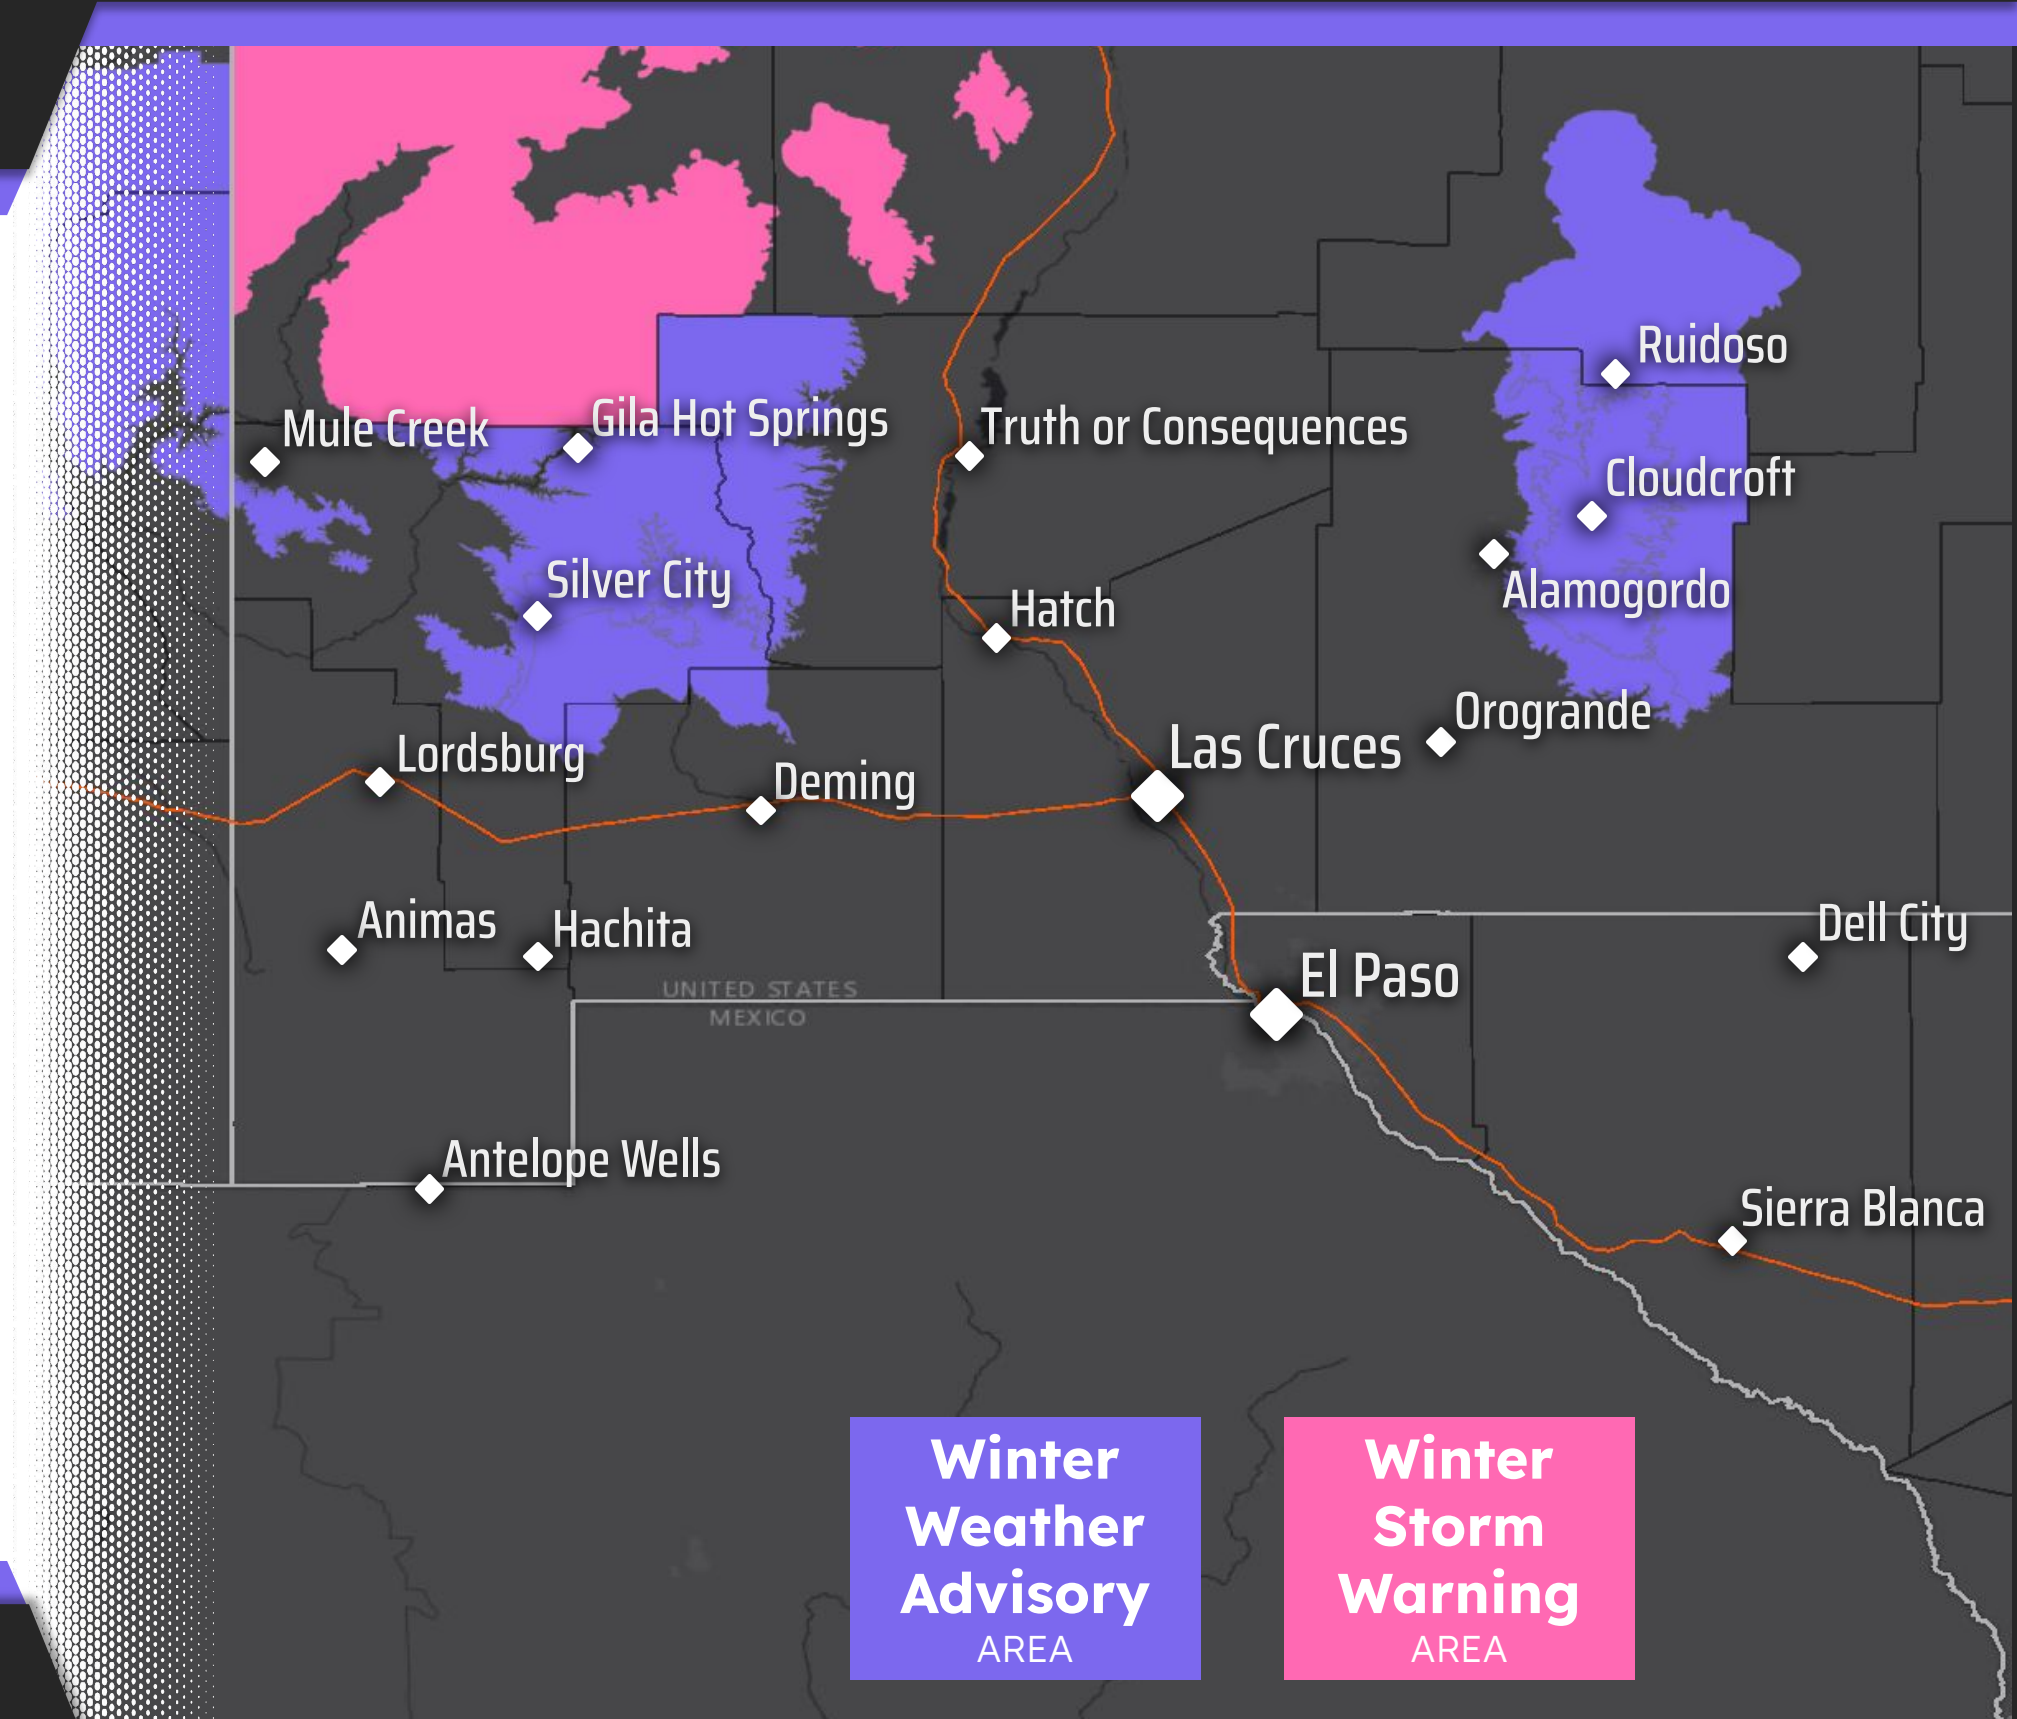 Ruidoso
Mule Creek
Gila Hot Springs
Truth or Consequences
Cloudcroft
Silver City
Alamogordo
Hatch
Orogrande
Lordsburg
Las Cruces
Deming
Animas
Hachita
Dell City
El Paso
UNITED STATES
MEXICO
Antelope Wells
Sierra Blanca
Winter
Weather
Advisory
AREA
Winter
Storm
Warning
AREA